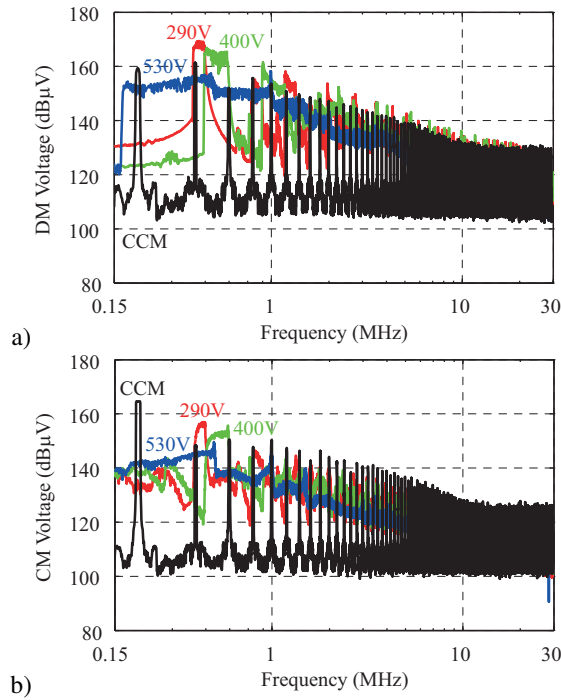 180
160
140
120
100
80
DM Voltage (dBµV)
290V
400V
530V
CCM
0.15
1
10
30
Frequency (MHz)
a)
180
160
140
120
100
80
CM Voltage (dBµV)
CCM
290V
400V
530V
0.15
1
10
30
Frequency (MHz)
b)